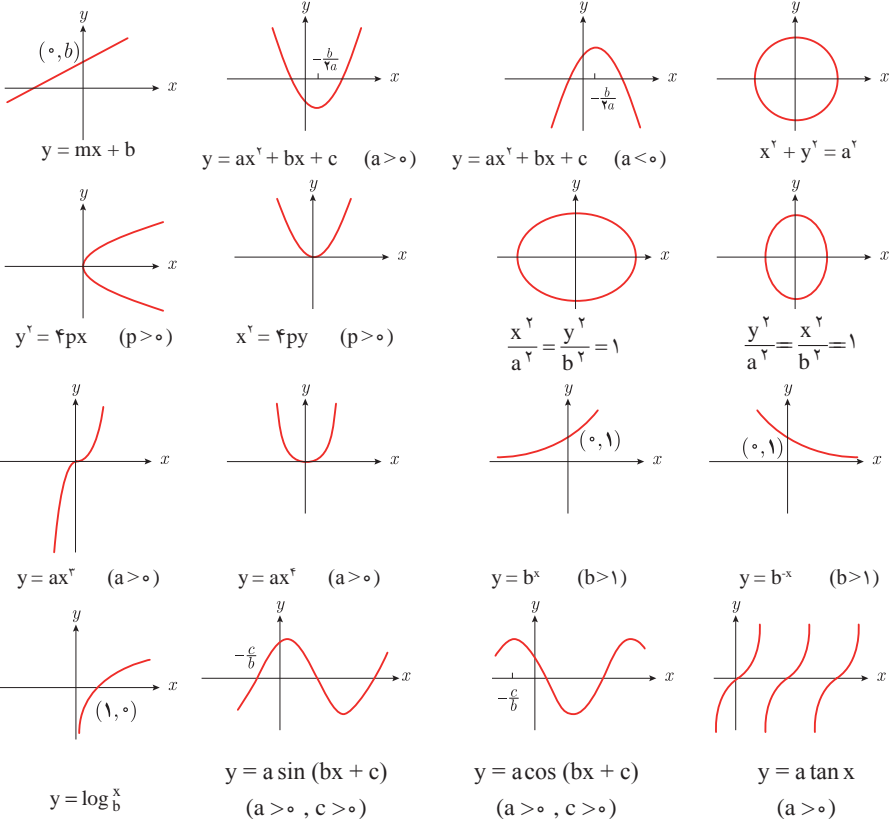 y y y y
(۰,b) -b/۲a -b/۲a
x x x x
y = mx + b
y = ax۲ + bx + c (a>۰)
y = ax۲ + bx + c (a<۰)
x۲ + y۲ = a۲
y y y y
x x x x
y۲ = ۴px (p>۰)
x۲ = ۴py (p>۰)
x۲/a۲ = y۲/b۲ = ۱
y۲/a۲ = x۲/b۲ = ۱
y y y y
(۰,۱) (۰,۱)
x x x x
y = ax۳ (a>۰)
y = ax۴ (a>۰)
y = bx (b>۱)
y = b-x (b>۱)
y y y y
-c/b -c/b
x x x x
(۱,۰)
y = log x b
y = a sin (bx + c)
(a >۰ , c >۰)
y = acos (bx + c)
(a >۰ , c >۰)
y = a tan x
(a >۰)